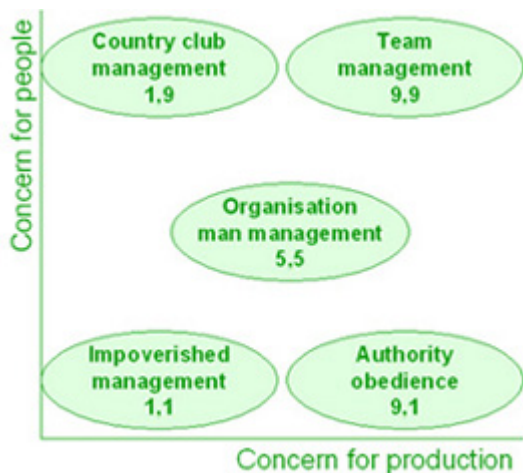 Concern for people
Country club
management
1,9
Team
management
9,9
Organisation
man management
5,5
Impoverished
management
1,1
Authority
obedience
9,1
Concern for production